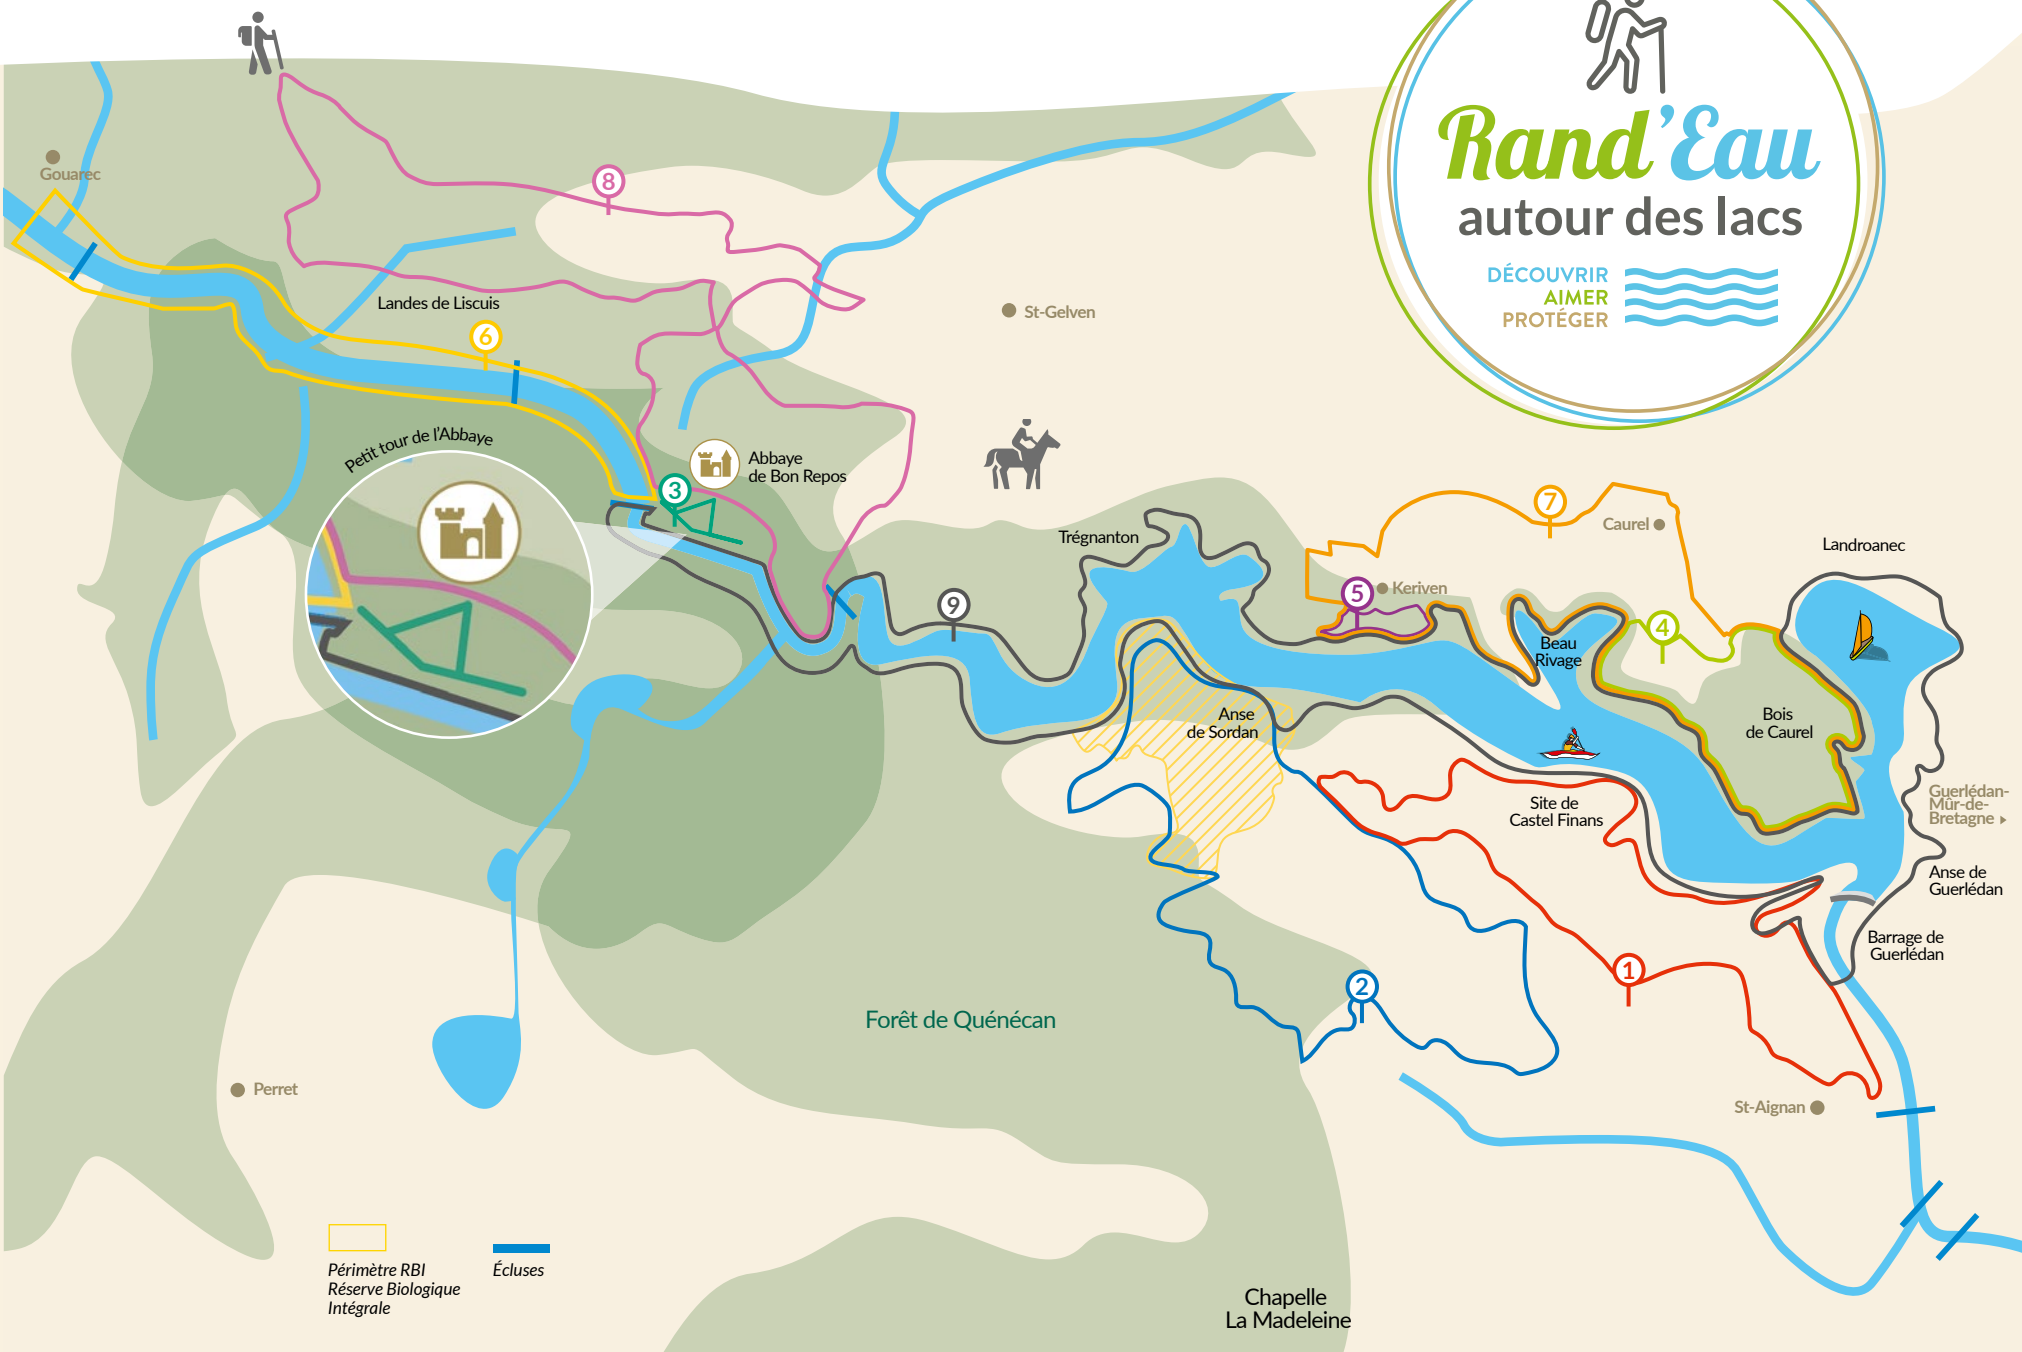 Rand'Eau
autour des lacs
DÉCOUVRIR
AIMER
PROTÉGER
Gouarec
8
Landes de Liscuis
6
St-Gelven
Petit tour de l'Abbaye
Abbaye
de Bon Repos
3
Trégnanton
7
Caurel
Landroanec
5
Keriven
9
4
Beau
Rivage
Anse
de Sordan
Bois
de Caurel
Site de
Castel Finans
Guerlédan-
Mûr-de-
Bretagne
Anse de
Guerlédan
Barrage de
Guerlédan
1
2
Forêt de Quénécan
Perret
St-Aignan
Périmètre RBI
Réserve Biologique
Intégrale
Écluses
Chapelle
La Madeleine